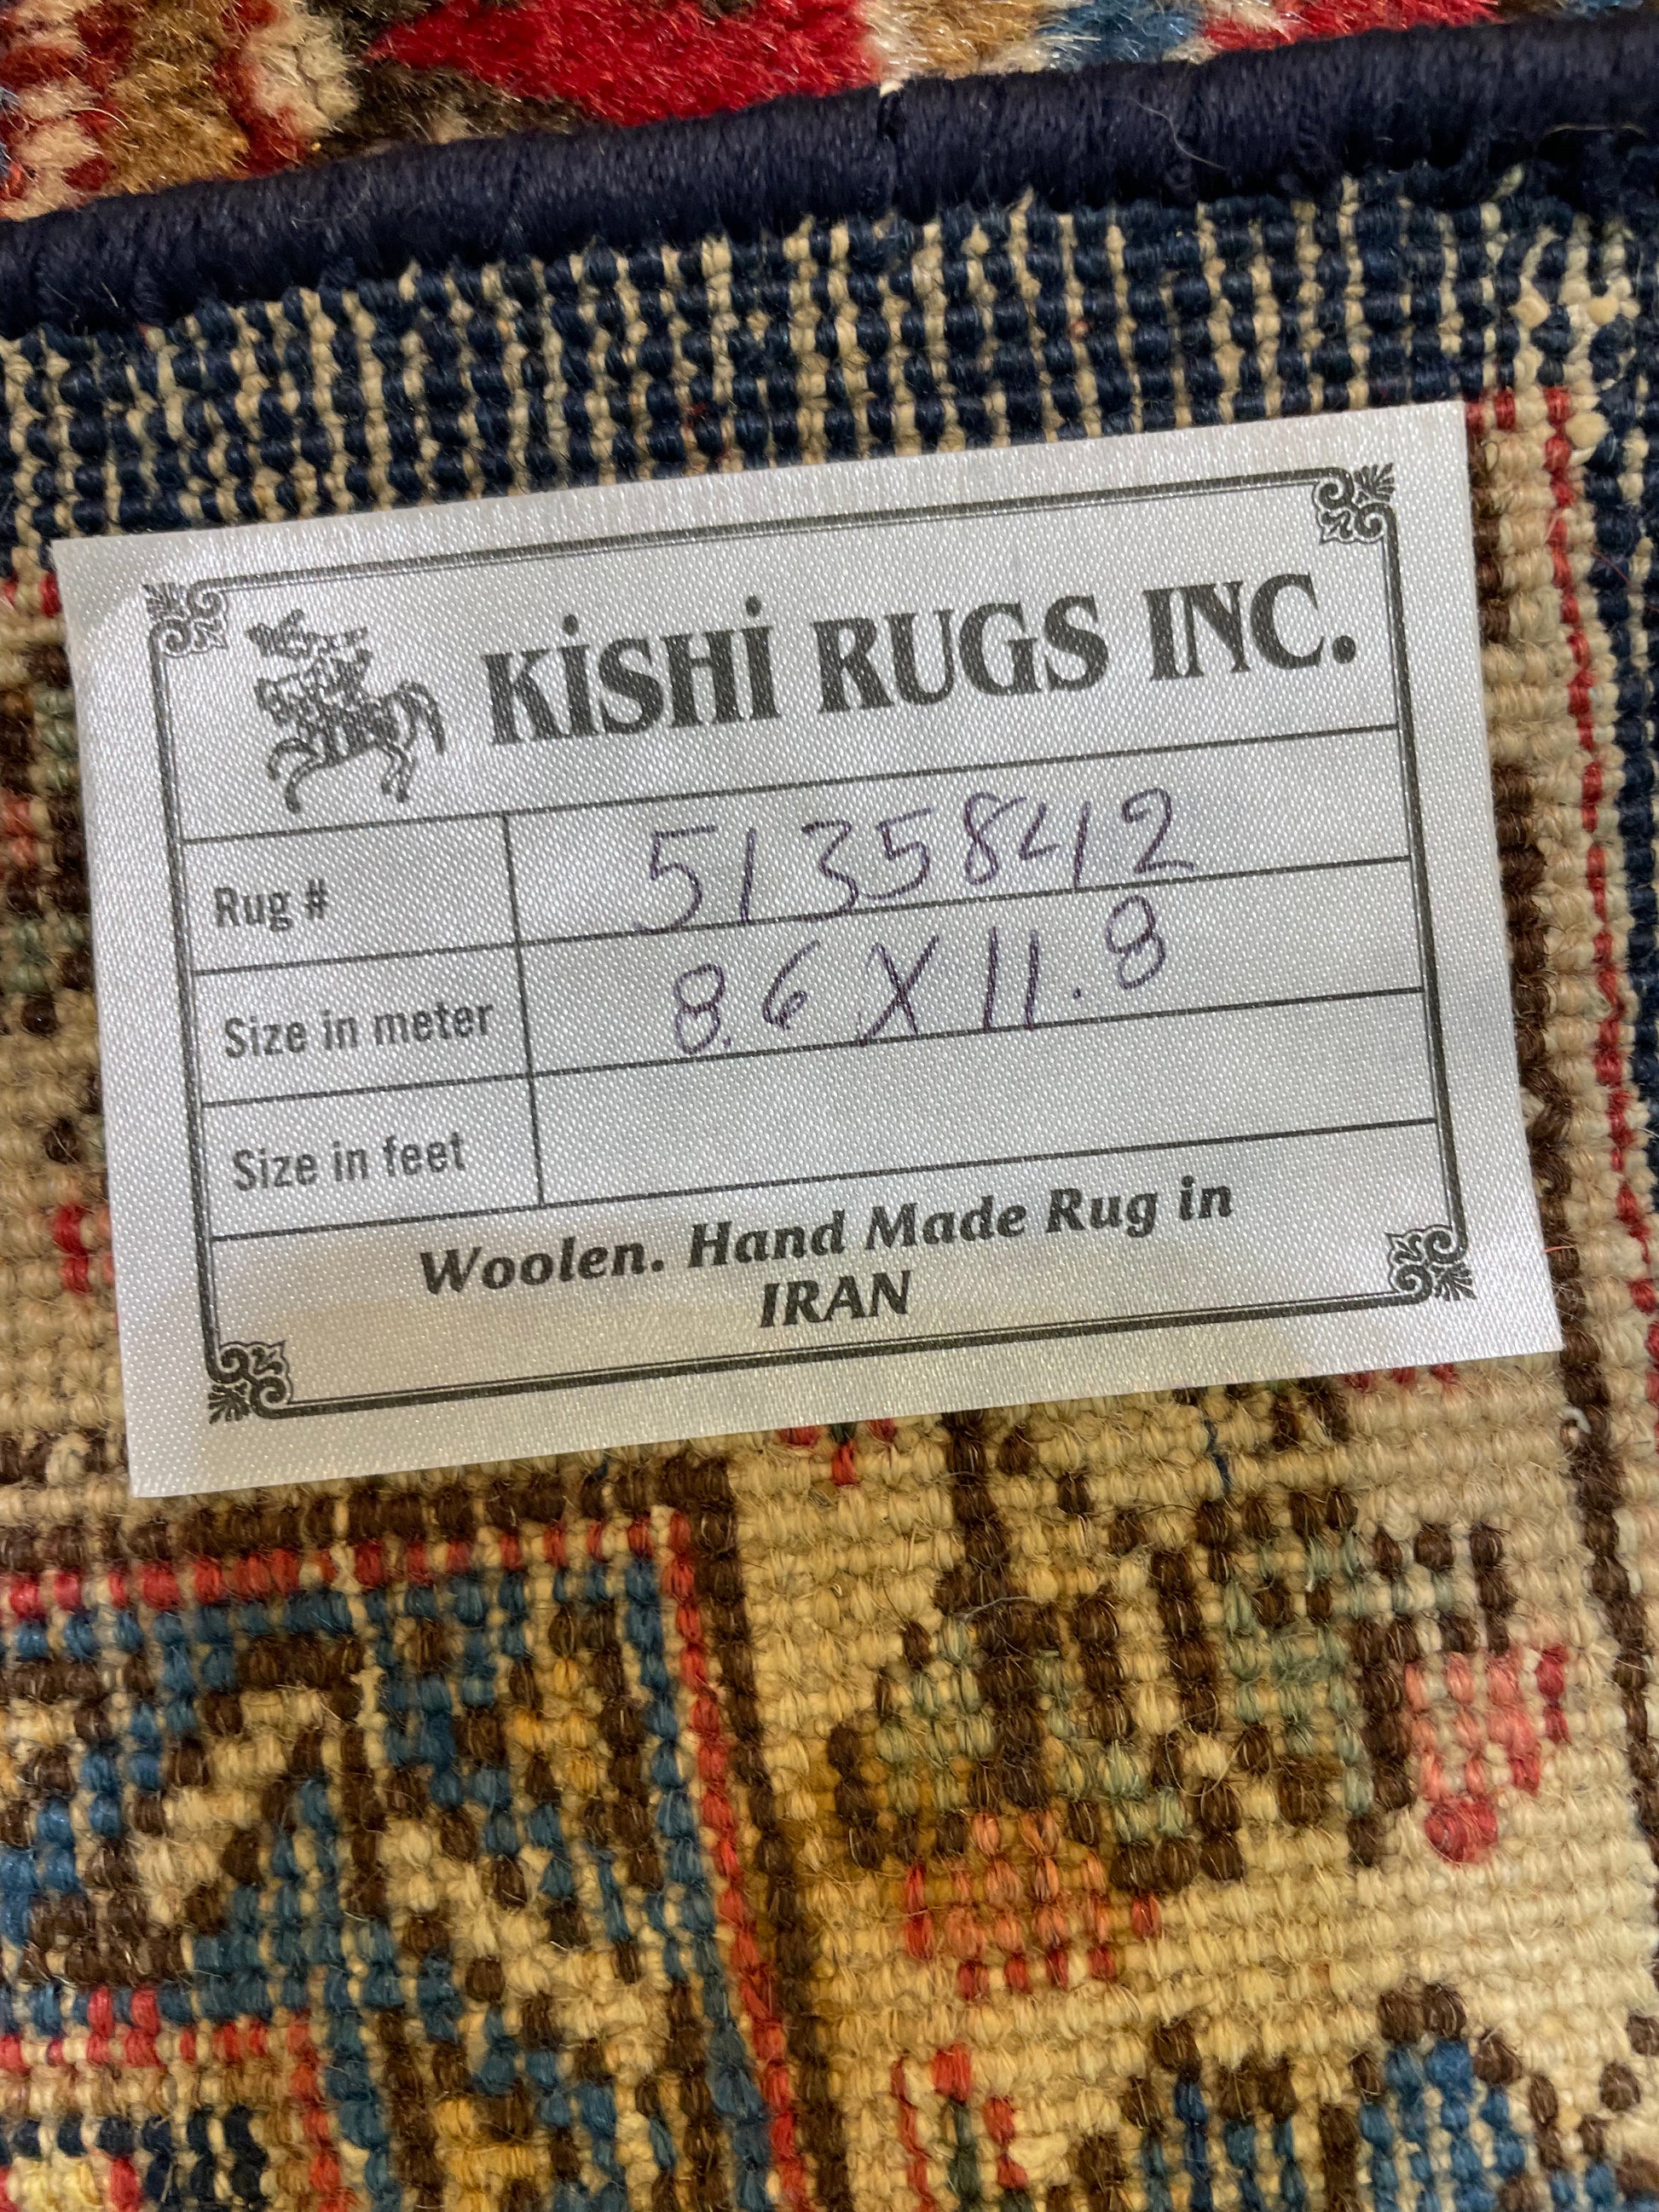 KiSHi RUGS INC.
Rug # 5135842
Size in meter 8.6 X 11.8
Size in feet
Woolen. Hand Made Rug in
IRAN